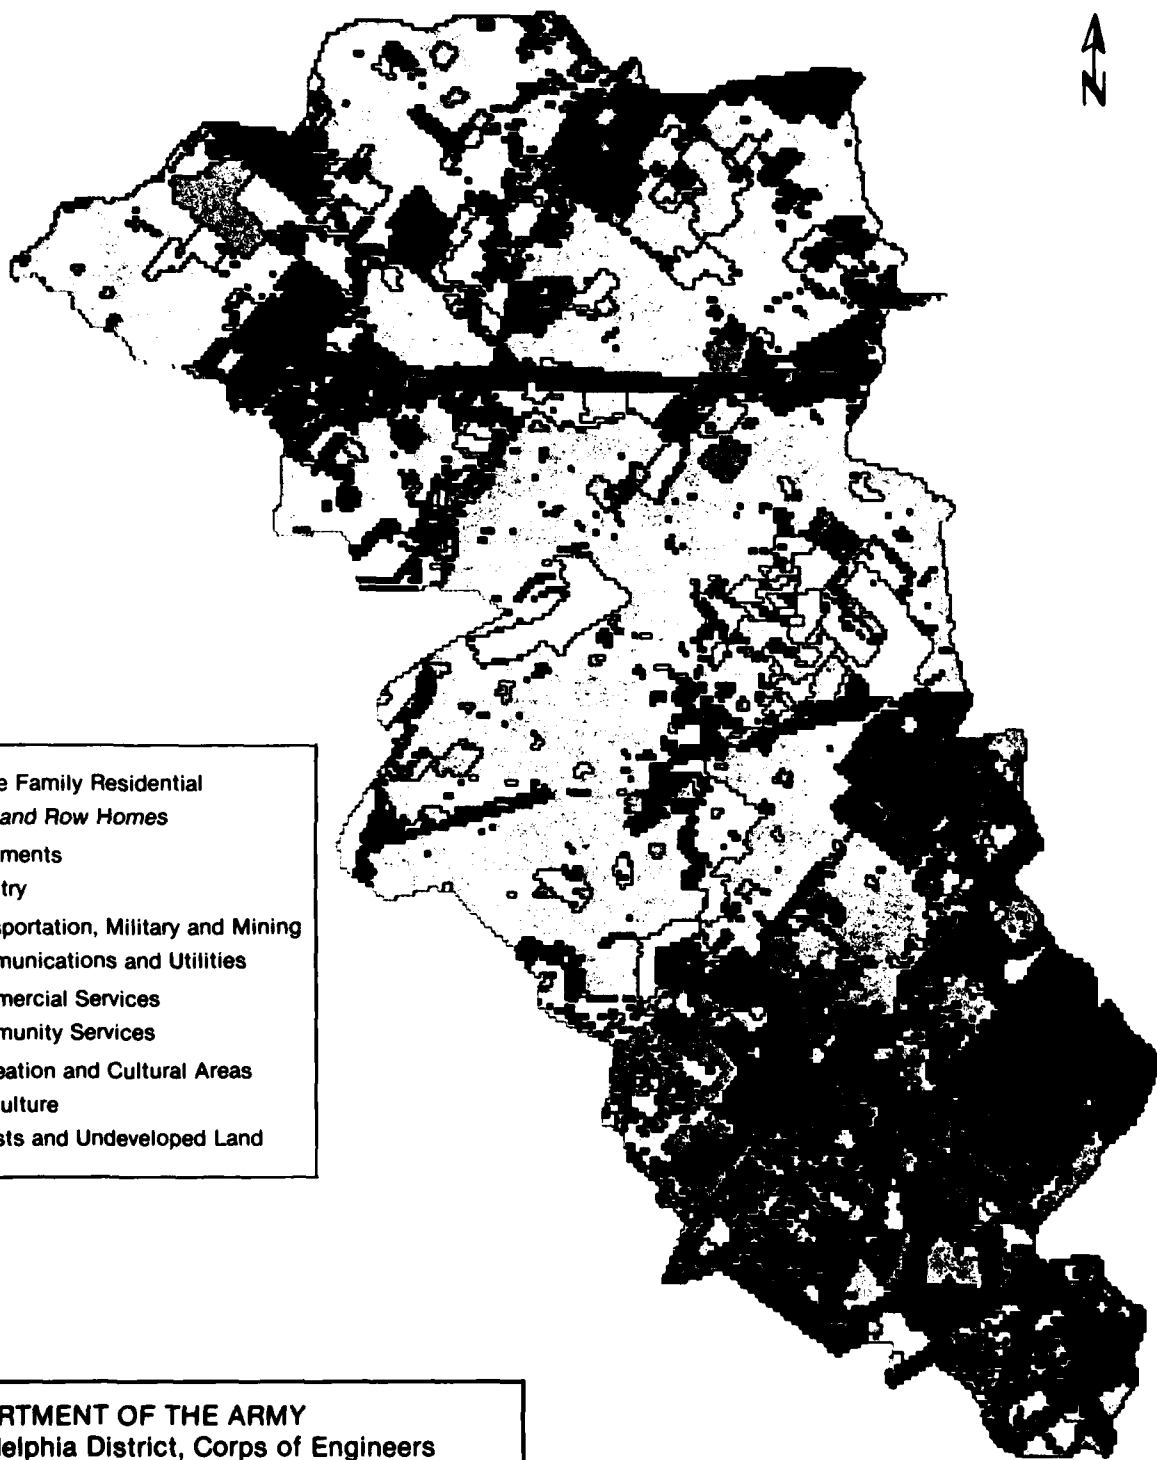 N
e Family Residential
and Row Homes
ments
try
sportation, Military and Mining
munications and Utilities
mercial Services
munity Services
eation and Cultural Areas
ulture
sts and Undeveloped Land
RTMENT OF THE ARMY
delphia District, Corps of Engineers